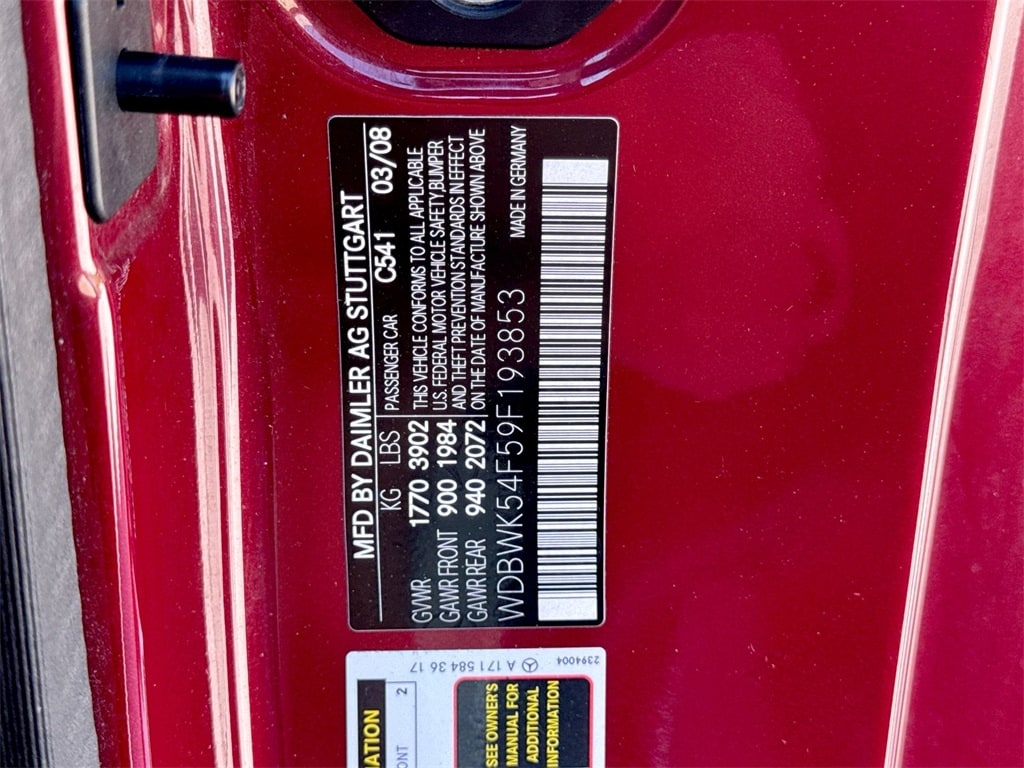 MFD BY DAIMLER AG STUTTGART
KG LBS PASSENGER CAR C541 03/08
GVWR 1770 3902 THIS VEHICLE CONFORMS TO ALL APPLICABLE
GAWR FRONT 900 1984 U.S. FEDERAL MOTOR VEHICLE SAFETY,BUMPER
AND THEFT PREVENTION STANDARDS IN EFFECT
GAWR REAR 940 2072 ON THE DATE OF MANUFACTURE SHOWN ABOVE
WDBWK54F59F193853 MADE IN GERMANY
2394004 A 171 584 36 17
2
SEE OWNER'S
MANUAL FOR
ADDITIONAL
INFORMATION